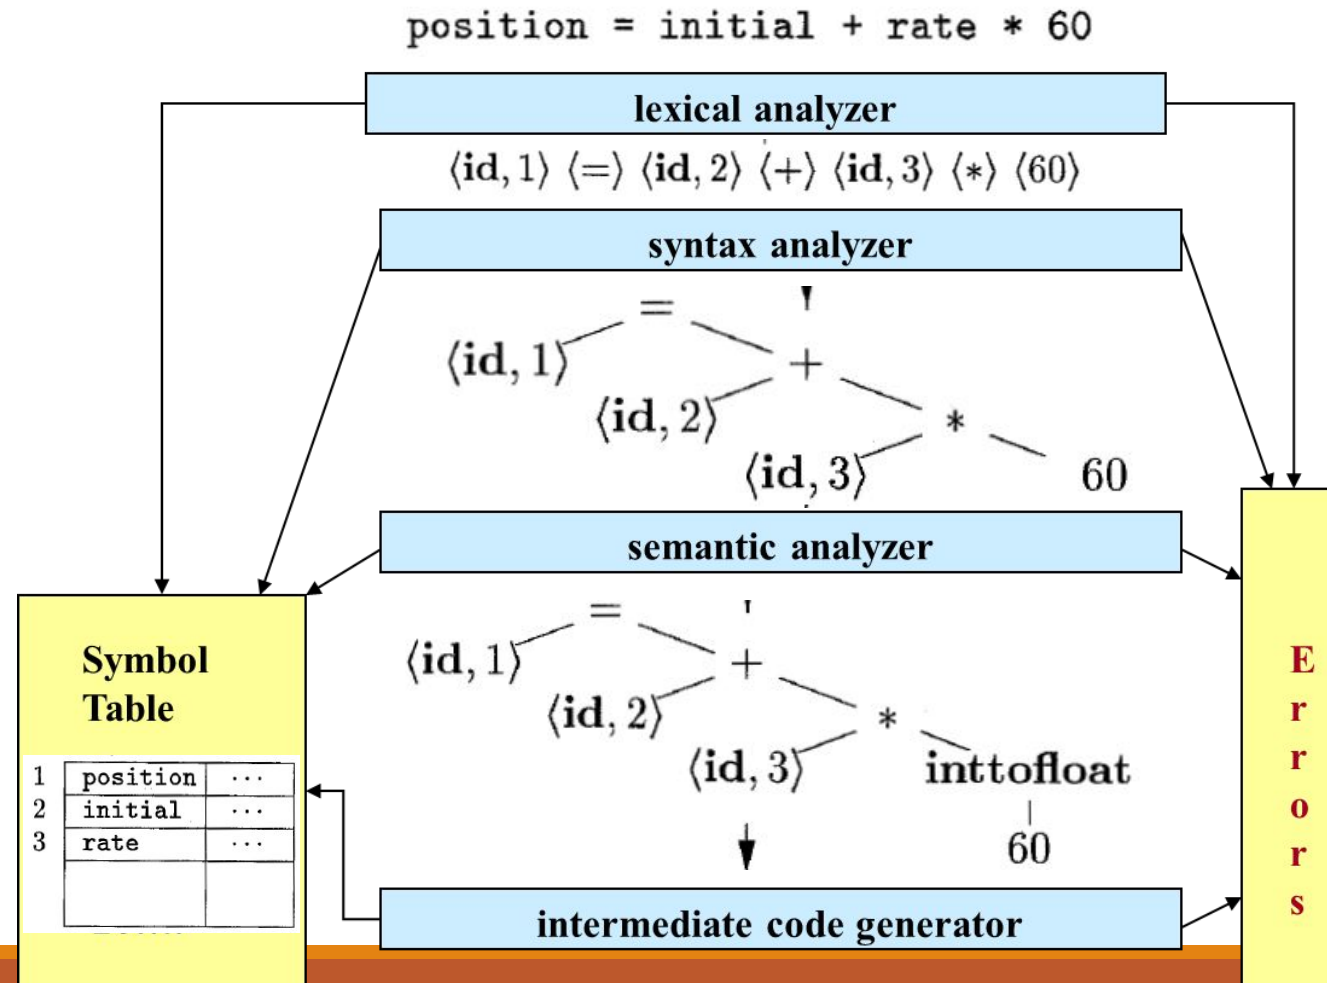 position = initial + rate * 60
lexical analyzer
⟨id, 1⟩ ⟨=⟩ ⟨id, 2⟩ ⟨+⟩ ⟨id, 3⟩ ⟨*⟩ ⟨60⟩
syntax analyzer
=
⟨id, 1⟩
+
⟨id, 2⟩
*
⟨id, 3⟩
60
semantic analyzer
=
⟨id, 1⟩
+
⟨id, 2⟩
*
⟨id, 3⟩
inttofloat
60
intermediate code generator
Symbol
Table
1 position ...
2 initial ...
3 rate ...
E
r
r
o
r
s